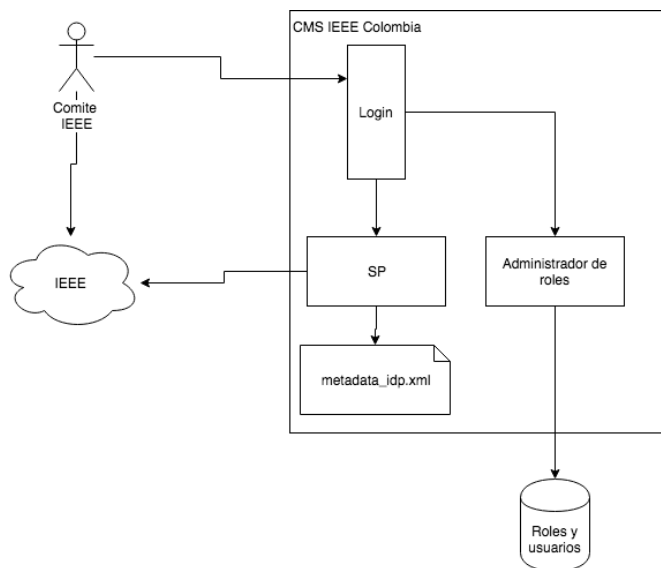 CMS IEEE Colombia
Comite
IEEE
Login
IEEE
SP
Administrador de
roles
metadata_idp.xml
Roles y
usuarios